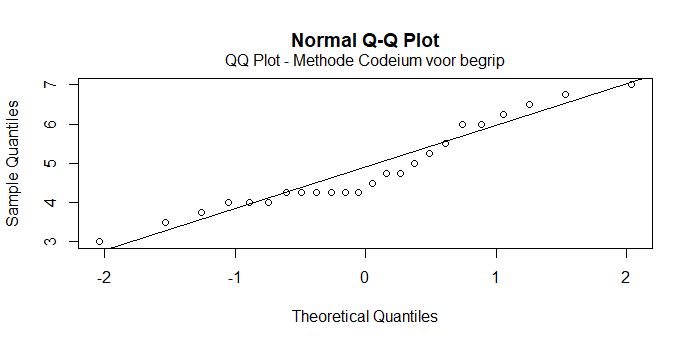 Normal Q-Q Plot
QQ Plot - Methode Codeium voor begrip
Sample Quantiles
7
6
5
4
3
-2 -1 0 1 2
Theoretical Quantiles